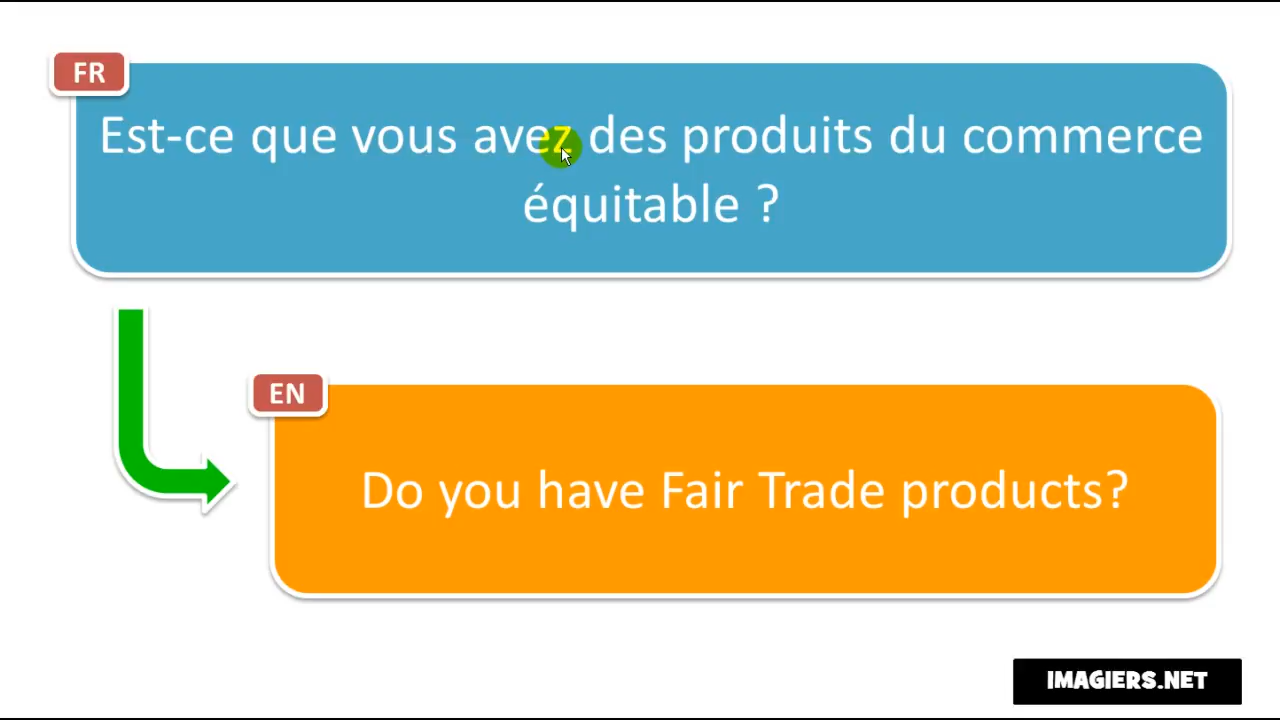 FR
Est-ce que vous avez des produits du commerce
équitable ?
EN
Do you have Fair Trade products?
IMAGIERS.NET